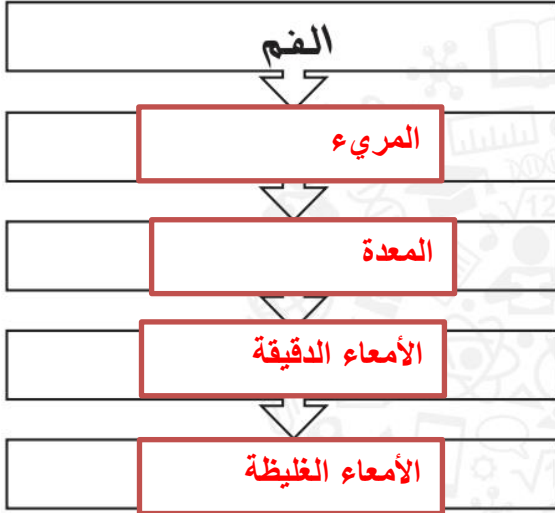 الفم
المريء
المعدة
الأمعاء الدقيقة
الأمعاء الغليظة